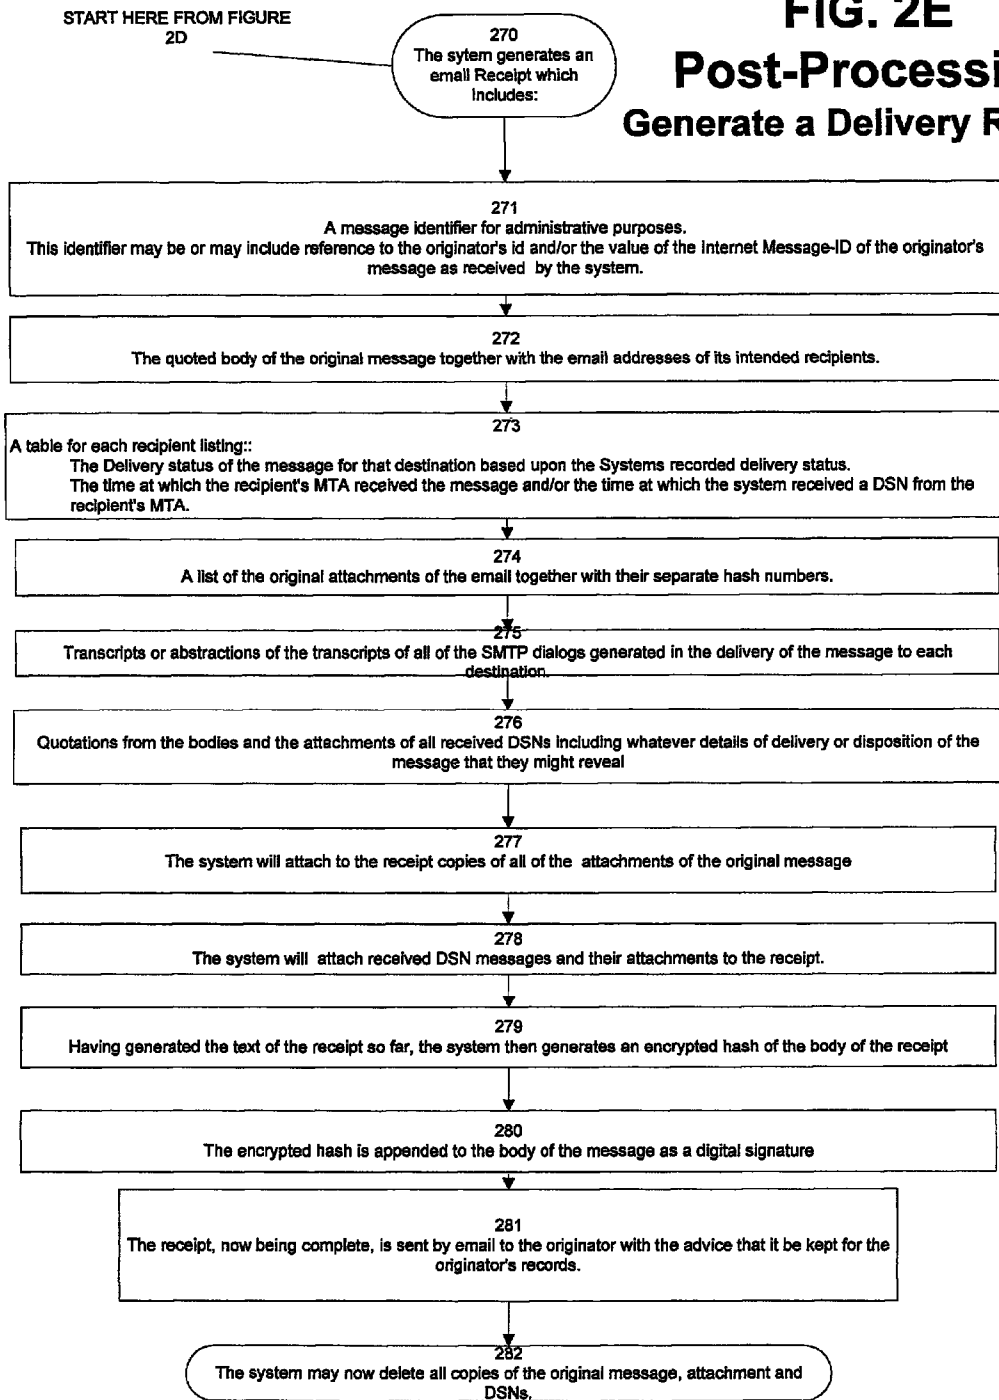 START HERE FROM FIGURE
2D
FIG. 2E
Post-Processi
Generate a Delivery R
270
The sytem generates an
email Receipt which
includes:
271
A message identifier for administrative purposes.
This identifier may be or may include reference to the originator's id and/or the value of the Internet Message-ID of the originator's
message as received by the system.
272
The quoted body of the original message together with the email addresses of its intended recipients.
273
A table for each recipient listing::
The Delivery status of the message for that destination based upon the Systems recorded delivery status.
The time at which the recipient's MTA received the message and/or the time at which the system received a DSN from the
recipient's MTA.
274
A list of the original attachments of the email together with their separate hash numbers.
275
Transcripts or abstractions of the transcripts of all of the SMTP dialogs generated in the delivery of the message to each
destination.
276
Quotations from the bodies and the attachments of all received DSNs including whatever details of delivery or disposition of the
message that they might reveal
277
The system will attach to the receipt copies of all of the attachments of the original message
278
The system will attach received DSN messages and their attachments to the receipt.
279
Having generated the text of the receipt so far, the system then generates an encrypted hash of the body of the receipt
280
The encrypted hash is appended to the body of the message as a digital signature
281
The receipt, now being complete, is sent by email to the originator with the advice that it be kept for the
originator's records.
282
The system may now delete all copies of the original message, attachment and
DSNs.